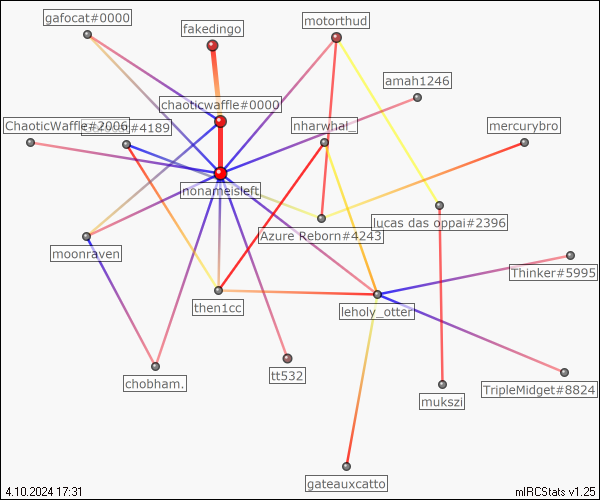 gafocat#0000
fakedingo
motorthud
amah1246
chaoticwaffle#0000
ChaoticWaffle#2006
#4189
nharwhal_
mercurybro
nonameisleft
lucas das oppai#2396
Azure Reborn#4243
moonraven
Thinker#5995
then1cc
leholy_otter
chobham.
tt532
TripleMidget#8824
mukszi
gateauxcatto
4.10.2024 17:31
mIRCStats v1.25